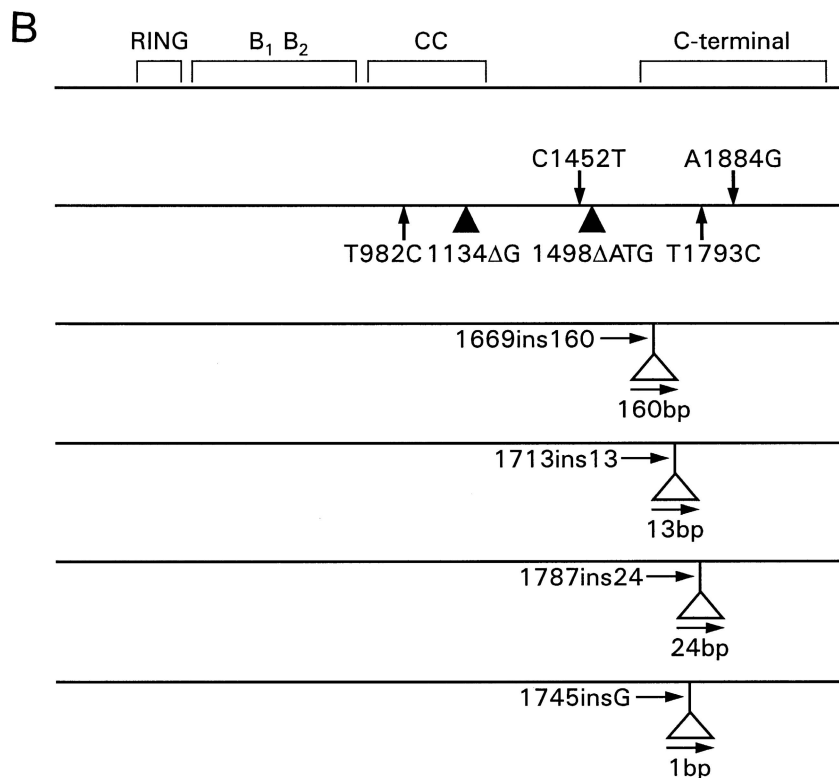 B
RING B₁ B₂ CC C-terminal
C1452T A1884G
T982C 1134ΔG 1498ΔATG T1793C
1669ins160
160bp
1713ins13
13bp
1787ins24
24bp
1745insG
1bp